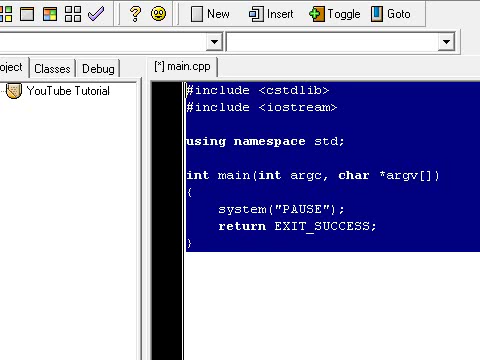 New Insert Toggle Goto
oject Classes Debug [*] main.cpp
YouTube Tutorial
#include <cstdlib>
#include <iostream>
using namespace std;
int main(int argc, char *argv[])
{
system("PAUSE");
return EXIT_SUCCESS;
}